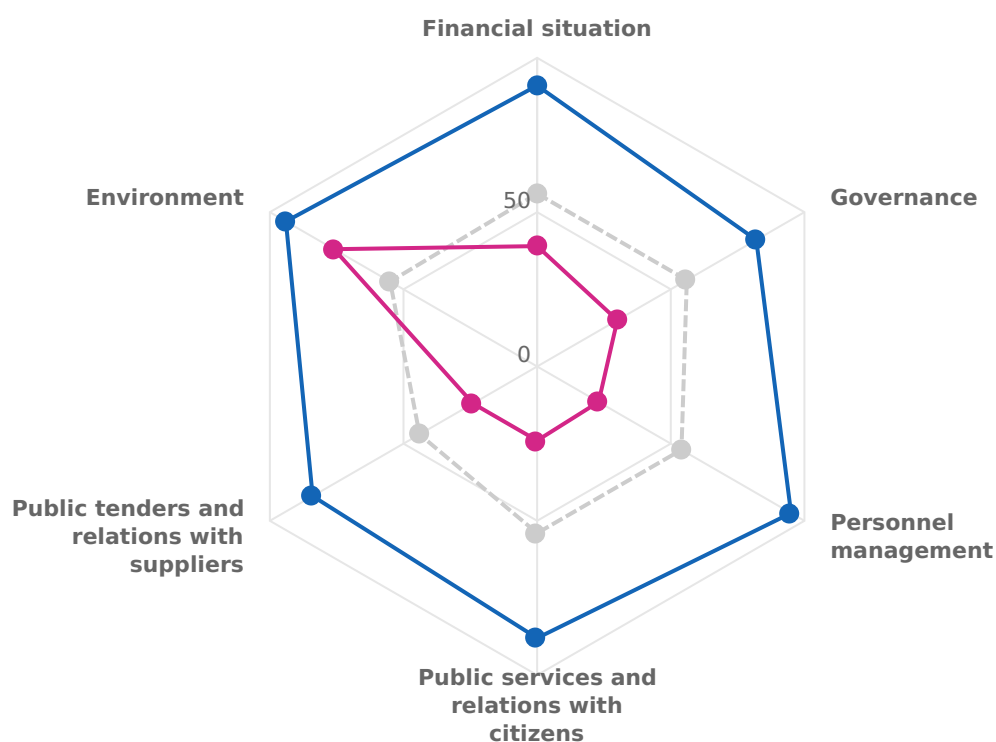 Financial situation
Environment
Governance
50
0
Public tenders and
relations with
suppliers
Personnel
management
Public services and
relations with
citizens